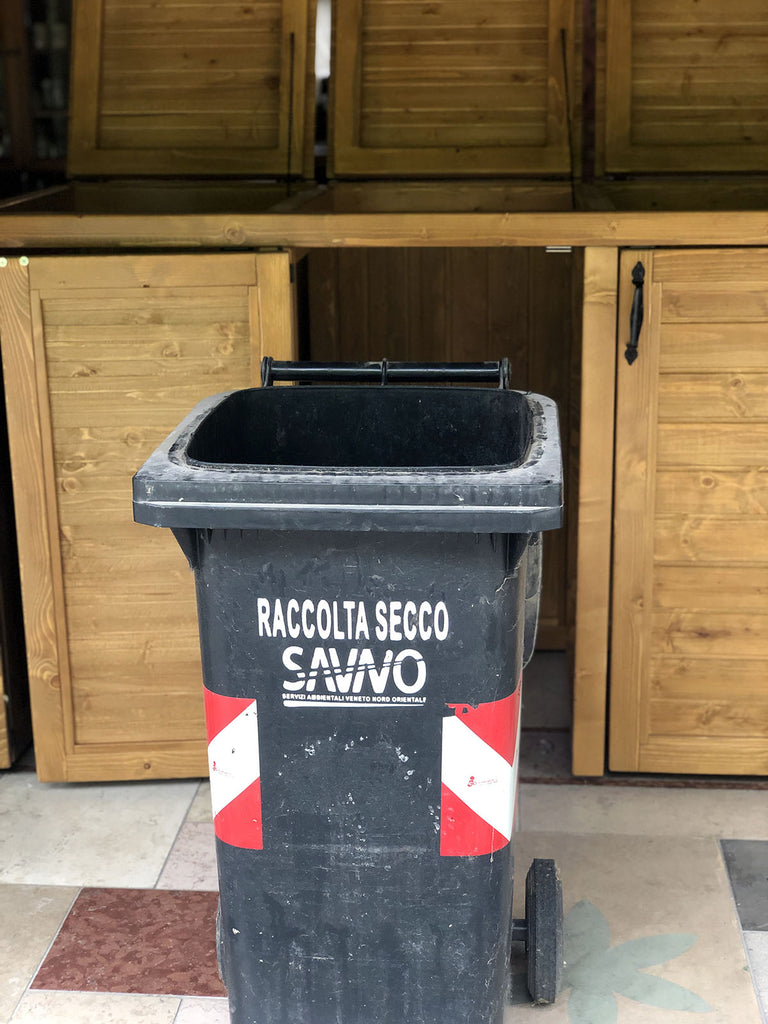 RACCOLTA SECCO
SAVNO
SERVIZI AMBIENTALI VENETO NORD ORIENTALE